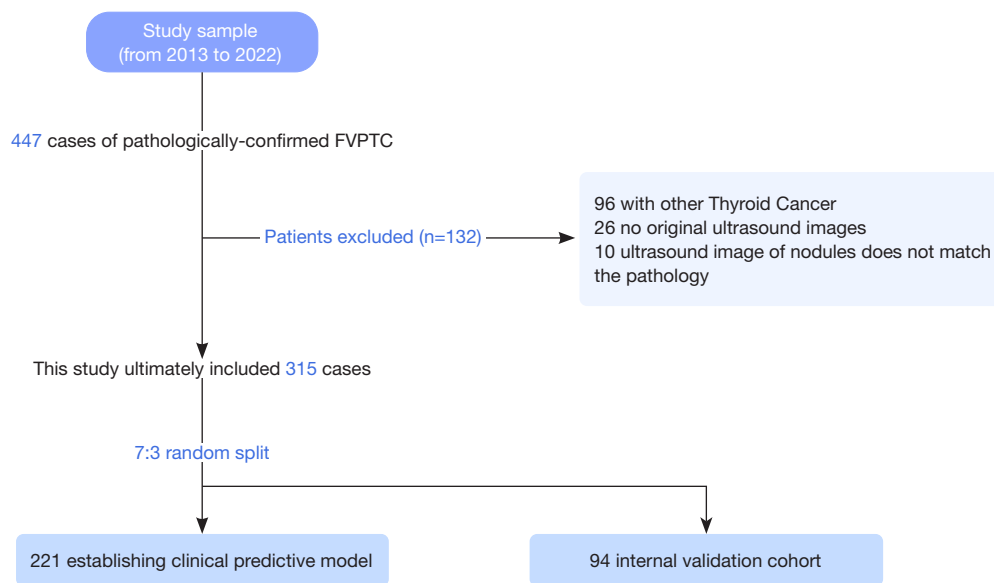 Study sample
(from 2013 to 2022)
447 cases of pathologically-confirmed FVPTC
96 with other Thyroid Cancer
26 no original ultrasound images
10 ultrasound image of nodules does not match
the pathology
Patients excluded (n=132)
This study ultimately included 315 cases
7:3 random split
221 establishing clinical predictive model
94 internal validation cohort